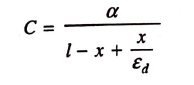 C = α / (l − x + x/ε_d)